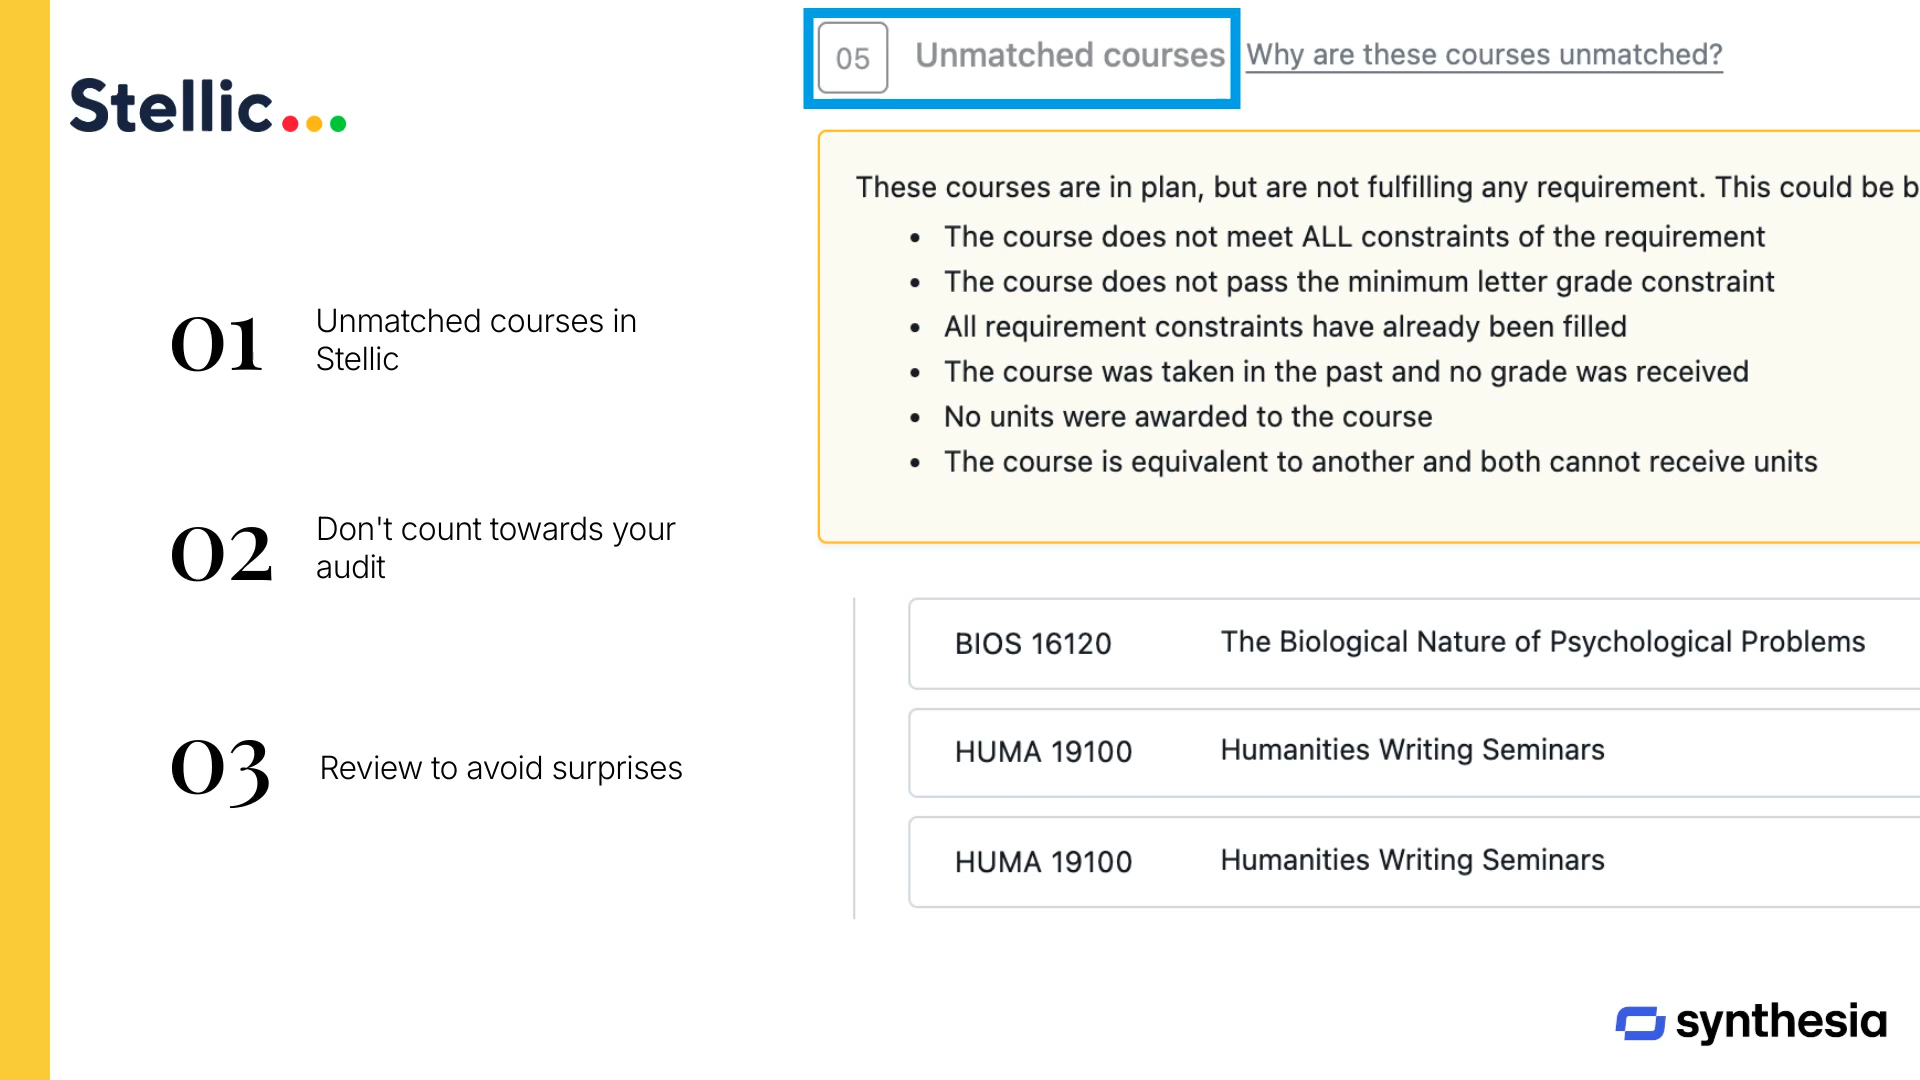 Stellic
01
Unmatched courses in
Stellic
02
Don't count towards your
audit
03
Review to avoid surprises
05
Unmatched courses
Why are these courses unmatched?
These courses are in plan, but are not fulfilling any requirement. This could be b
• The course does not meet ALL constraints of the requirement
• The course does not pass the minimum letter grade constraint
• All requirement constraints have already been filled
• The course was taken in the past and no grade was received
• No units were awarded to the course
• The course is equivalent to another and both cannot receive units
BIOS 16120 The Biological Nature of Psychological Problems
HUMA 19100 Humanities Writing Seminars
HUMA 19100 Humanities Writing Seminars
synthesia